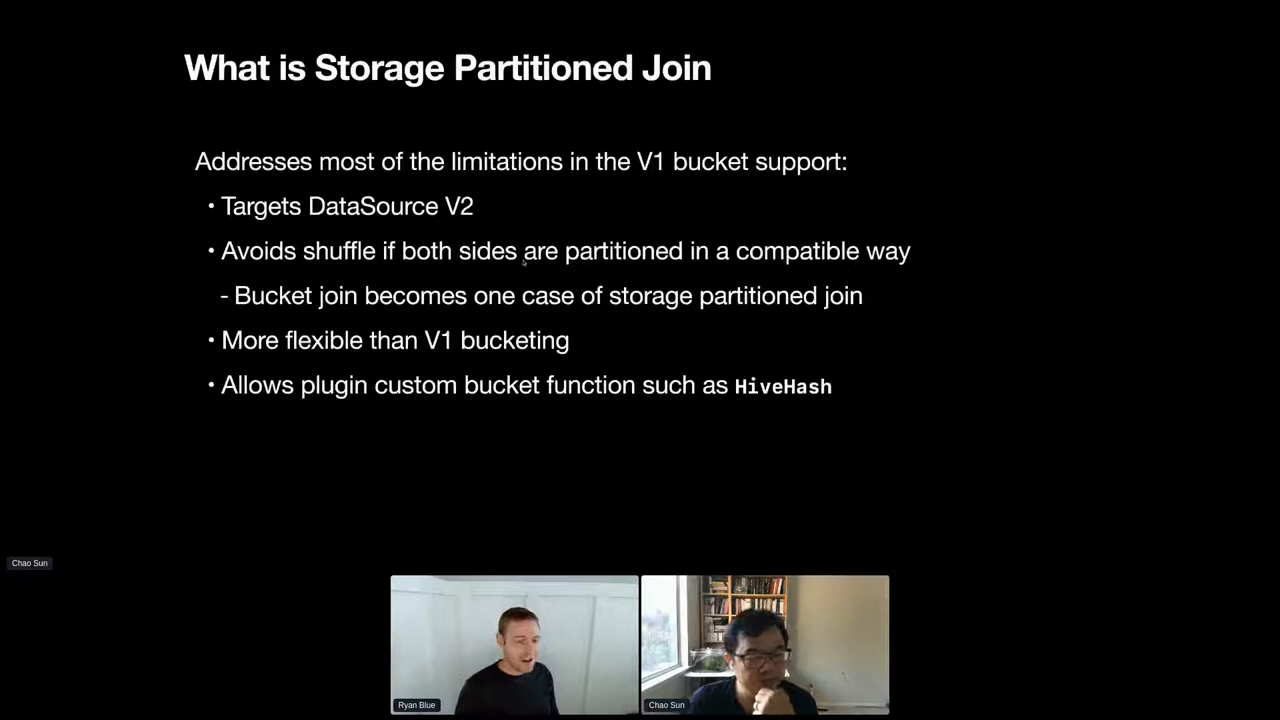 What is Storage Partitioned Join
Addresses most of the limitations in the V1 bucket support:
• Targets DataSource V2
• Avoids shuffle if both sides are partitioned in a compatible way
- Bucket join becomes one case of storage partitioned join
• More flexible than V1 bucketing
• Allows plugin custom bucket function such as HiveHash
Chao Sun
Ryan Blue
Chao Sun